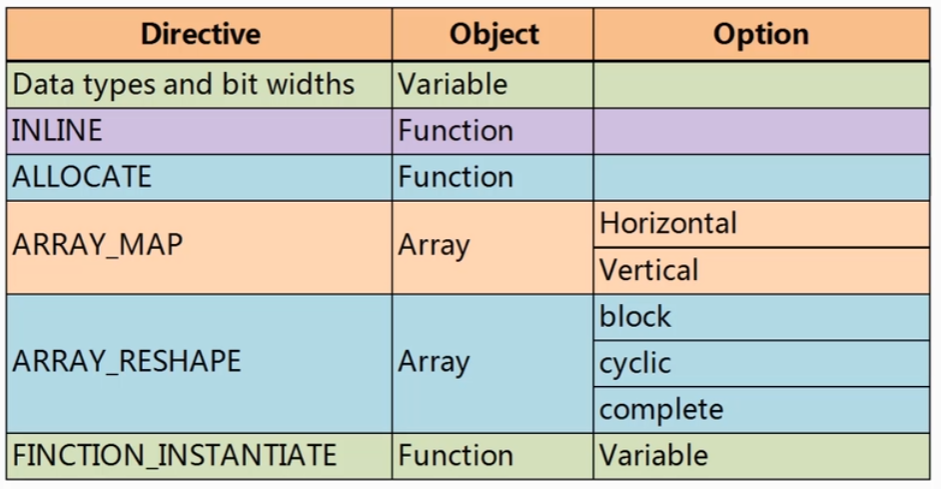 Directive Object Option
Data types and bit widths Variable
INLINE Function
ALLOCATE Function
ARRAY_MAP Array Horizontal
Vertical
ARRAY_RESHAPE Array block
cyclic
complete
FINCTION_INSTANTIATE Function Variable